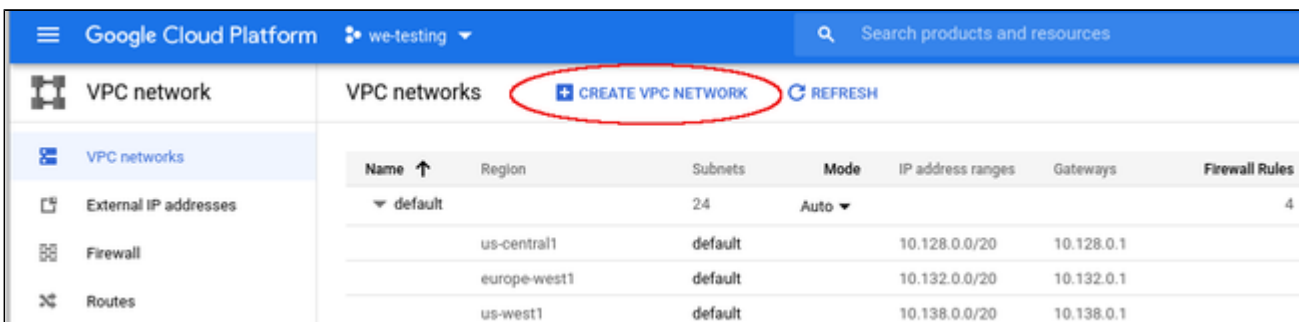 Google Cloud Platform we-testing Search products and resources
VPC network VPC networks CREATE VPC NETWORK REFRESH
VPC networks
Name Region Subnets Mode IP address ranges Gateways Firewall Rules
External IP addresses default 24 Auto 4
Firewall us-central1 default 10.128.0.0/20 10.128.0.1
europe-west1 default 10.132.0.0/20 10.132.0.1
Routes us-west1 default 10.138.0.0/20 10.138.0.1